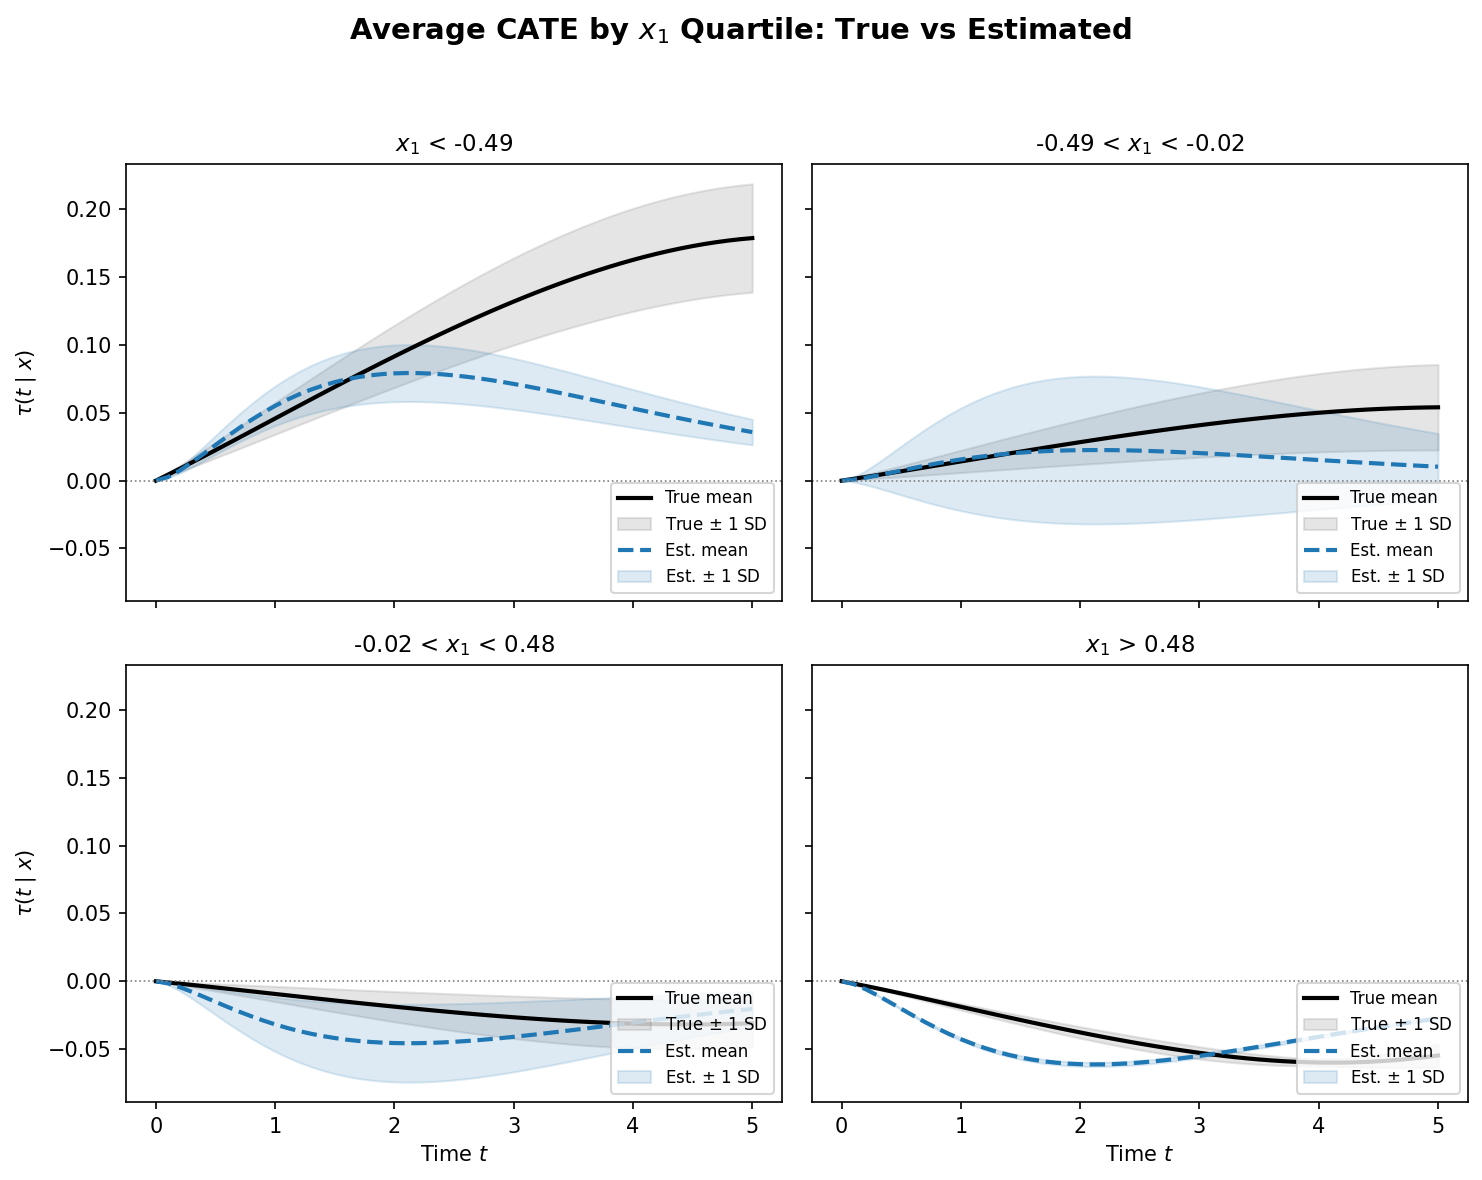 Average CATE by x₁ Quartile: True vs Estimated
x₁ < -0.49
τ(t | x)
0.20
0.15
0.10
0.05
0.00
−0.05
True mean
True ± 1 SD
Est. mean
Est. ± 1 SD
-0.49 < x₁ < -0.02
True mean
True ± 1 SD
Est. mean
Est. ± 1 SD
-0.02 < x₁ < 0.48
τ(t | x)
0.20
0.15
0.10
0.05
0.00
−0.05
True mean
True ± 1 SD
Est. mean
Est. ± 1 SD
0 1 2 3 4 5
Time t
x₁ > 0.48
True mean
True ± 1 SD
Est. mean
Est. ± 1 SD
0 1 2 3 4 5
Time t